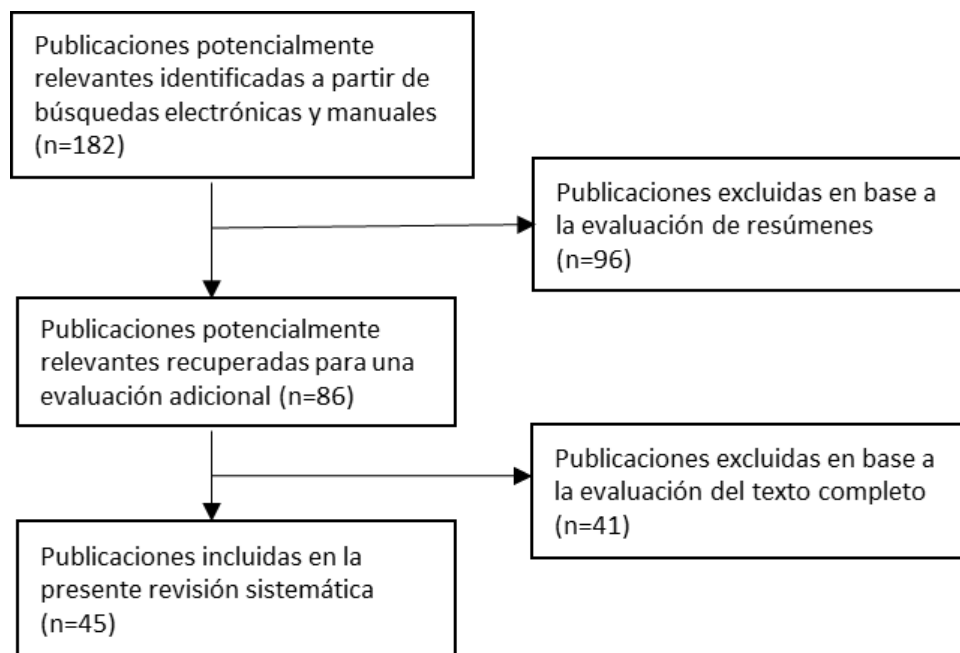 Publicaciones potencialmente
relevantes identificadas a partir de
búsquedas electrónicas y manuales
(n=182)
Publicaciones excluidas en base a
la evaluación de resúmenes
(n=96)
Publicaciones potencialmente
relevantes recuperadas para una
evaluación adicional (n=86)
Publicaciones excluidas en base a
la evaluación del texto completo
(n=41)
Publicaciones incluidas en la
presente revisión sistemática
(n=45)